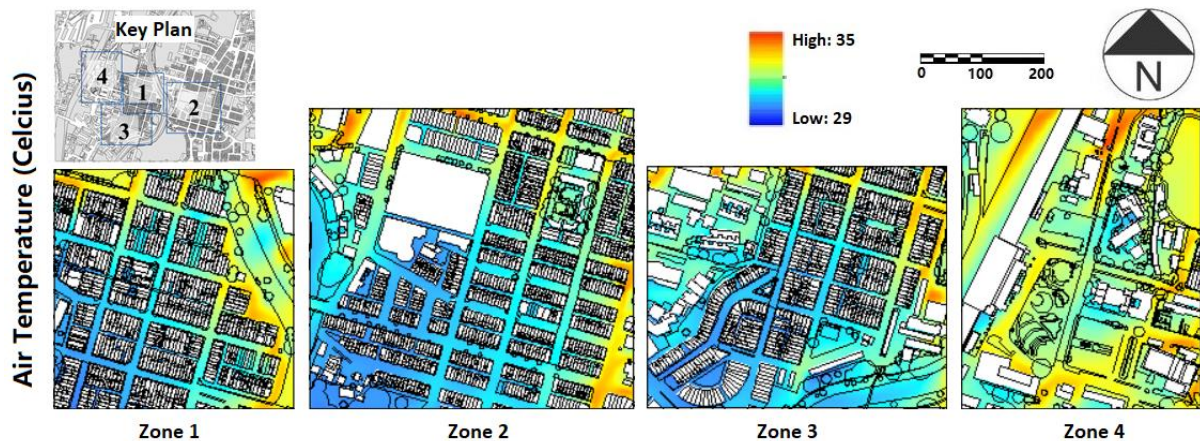 Key Plan
4
1
2
3
High: 35
Low: 29
0 100 200
N
Air Temperature (Celcius)
Zone 1
Zone 2
Zone 3
Zone 4